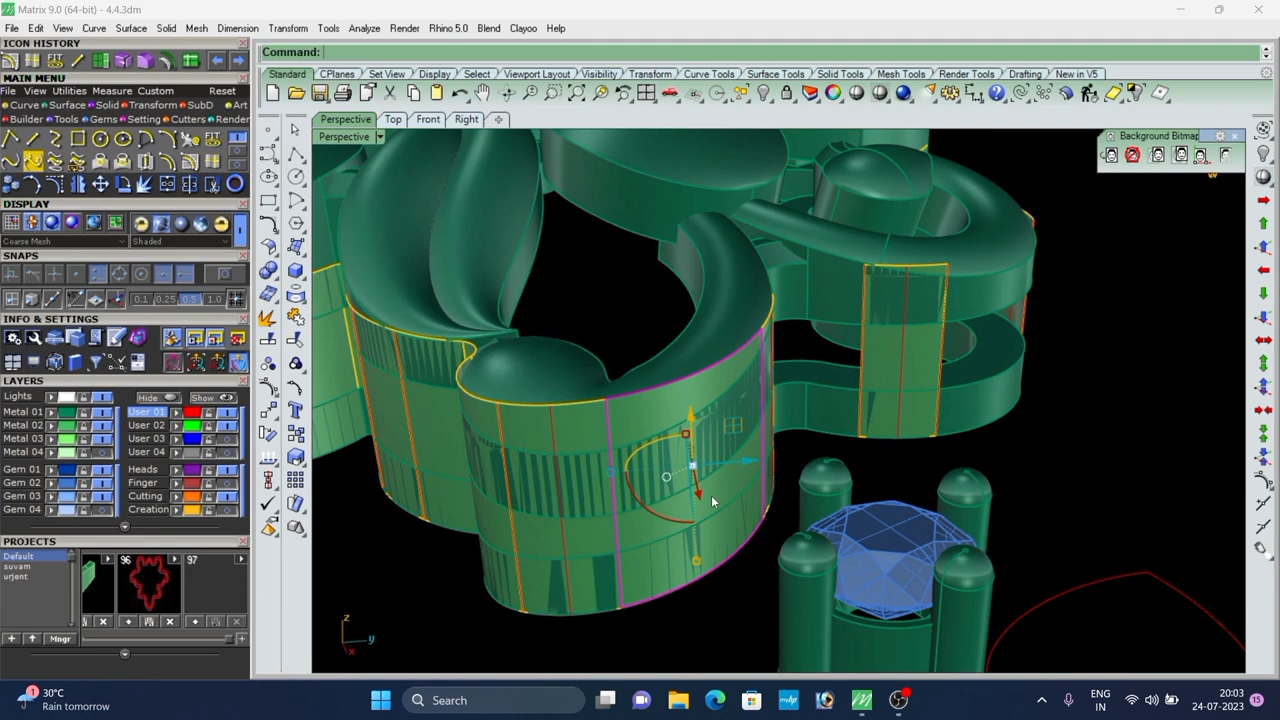 Matrix 9.0 (64-bit) - 4.4.3dm
File Edit View Curve Surface Solid Mesh Dimension Transform Tools Analyze Render Rhino 5.0 Blend Clayoo Help
ICON HISTORY
Command:
MAIN MENU
File View Utilities Measure Custom Reset
Curve Surface Solid Transform SubD Art
Builder Tools Gems Setting Cutters Render
Standard CPlanes Set View Display Select Viewport Layout Visibility Transform Curve Tools Surface Tools Solid Tools Mesh Tools Render Tools Drafting New in V5
Perspective Top Front Right
Perspective
Background Bitmap
DISPLAY
Coarse Mesh Shaded
SNAPS
0.1 0.25 0.5 1.0
INFO & SETTINGS
LAYERS
Lights Hide Show
Metal 01 User 01
Metal 02 User 02
Metal 03 User 03
Metal 04 User 04
Gem 01 Heads
Gem 02 Finger
Gem 03 Cutting
Gem 04 Creation
PROJECTS
Default
suvam
urjent
96 97
Mngr
z
y
x
1
30°C
Rain tomorrow
Search
ENG
IN
20:03
24-07-2023
15